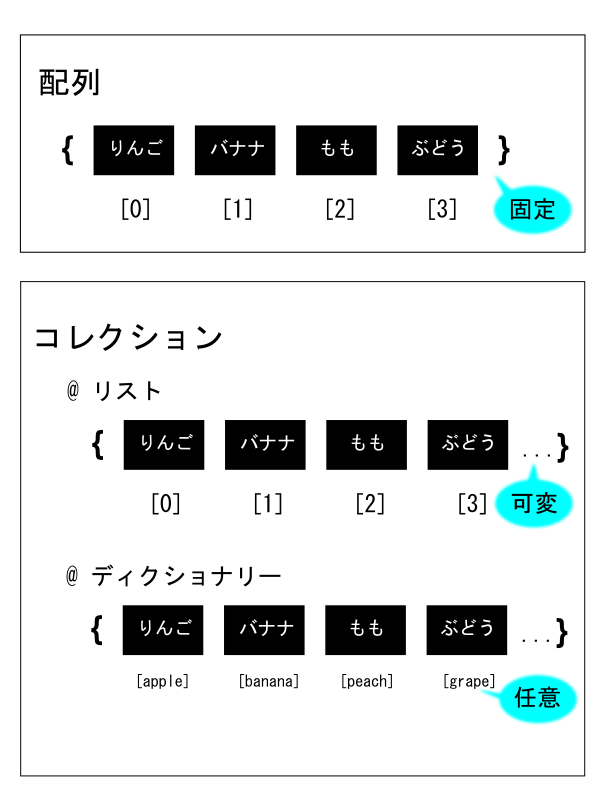 配列
{ りんご バナナ もも ぶどう }
[0] [1] [2] [3] 固定
コレクション
@ リスト
{ りんご バナナ もも ぶどう ...}
[0] [1] [2] [3] 可変
@ ディクショナリー
{ りんご バナナ もも ぶどう ...}
[apple] [banana] [peach] [grape] 任意